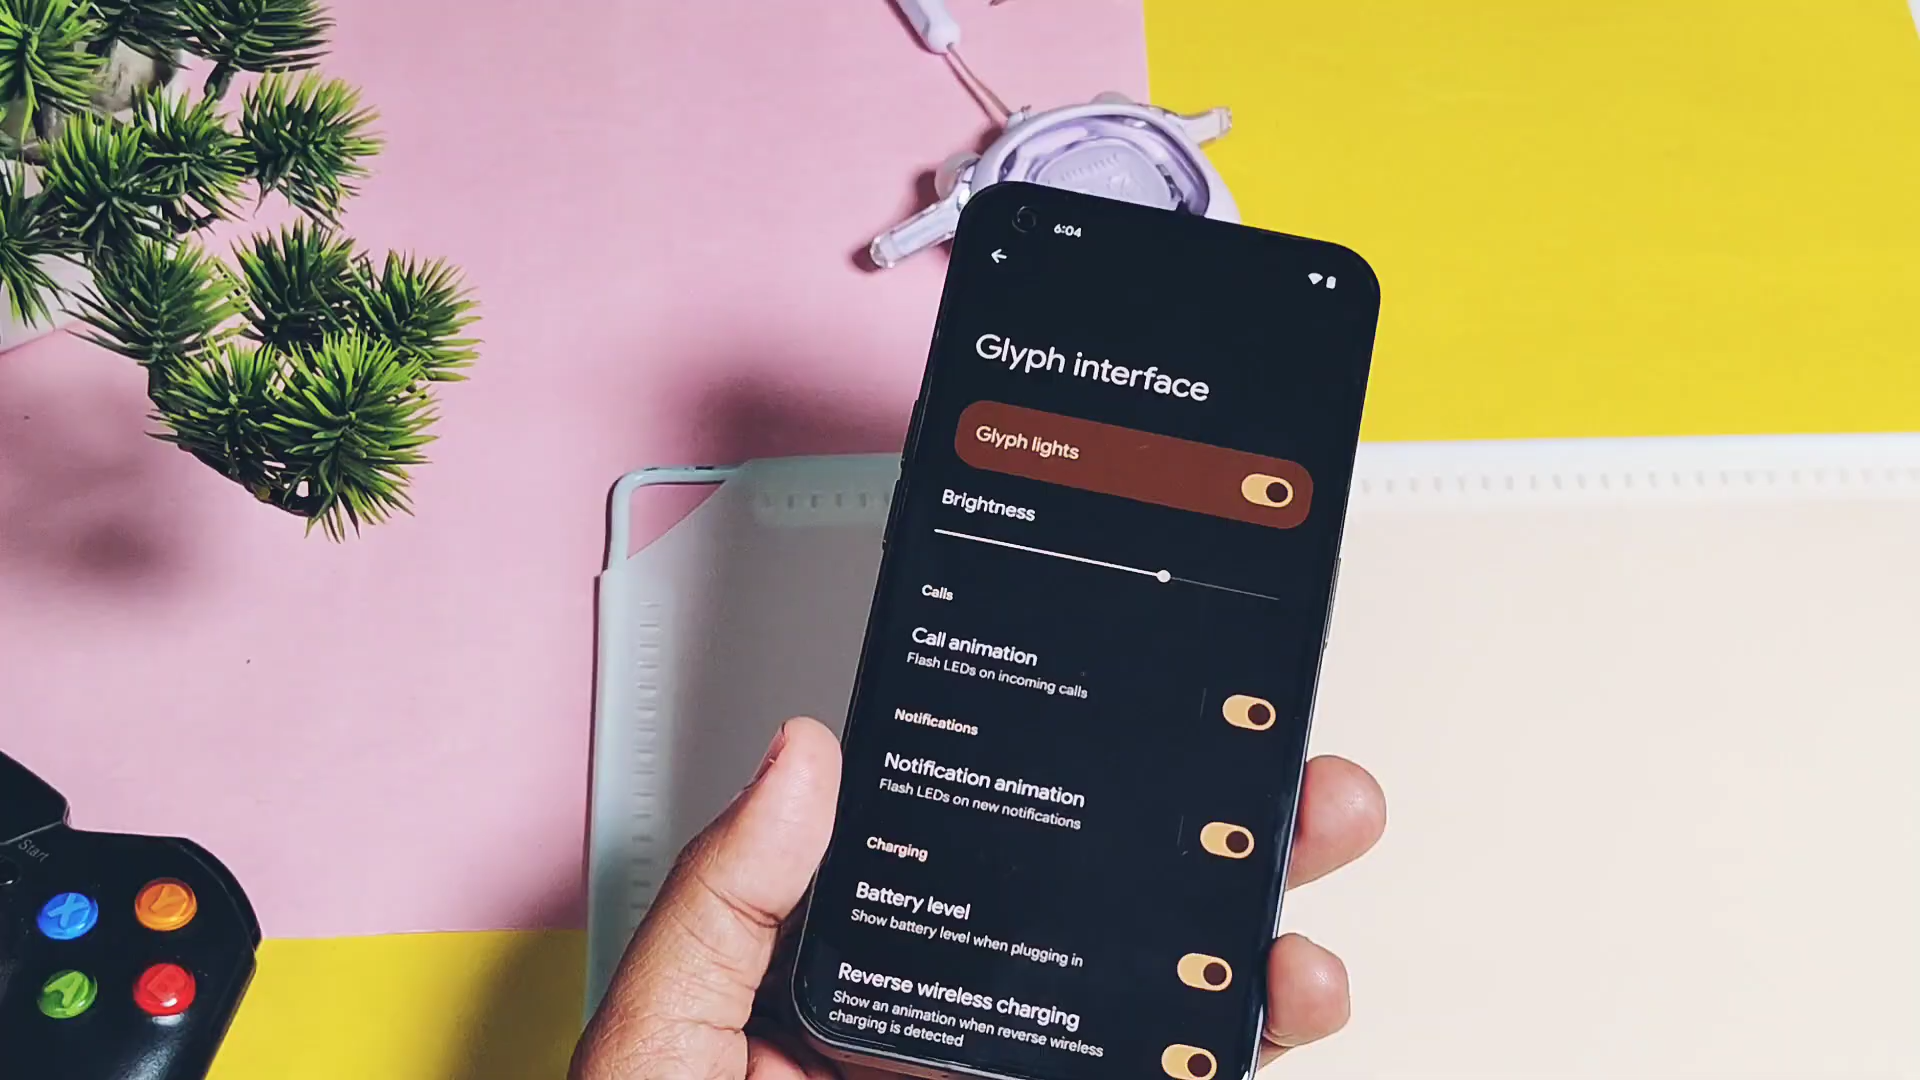 6:04
Glyph interface
Glyph lights
Brightness
Calls
Call animation
Flash LEDs on incoming calls
Notifications
Notification animation
Flash LEDs on new notifications
Charging
Battery level
Show battery level when plugging in
Reverse wireless charging
Show an animation when reverse wireless
charging is detected
Start
X
Y
A